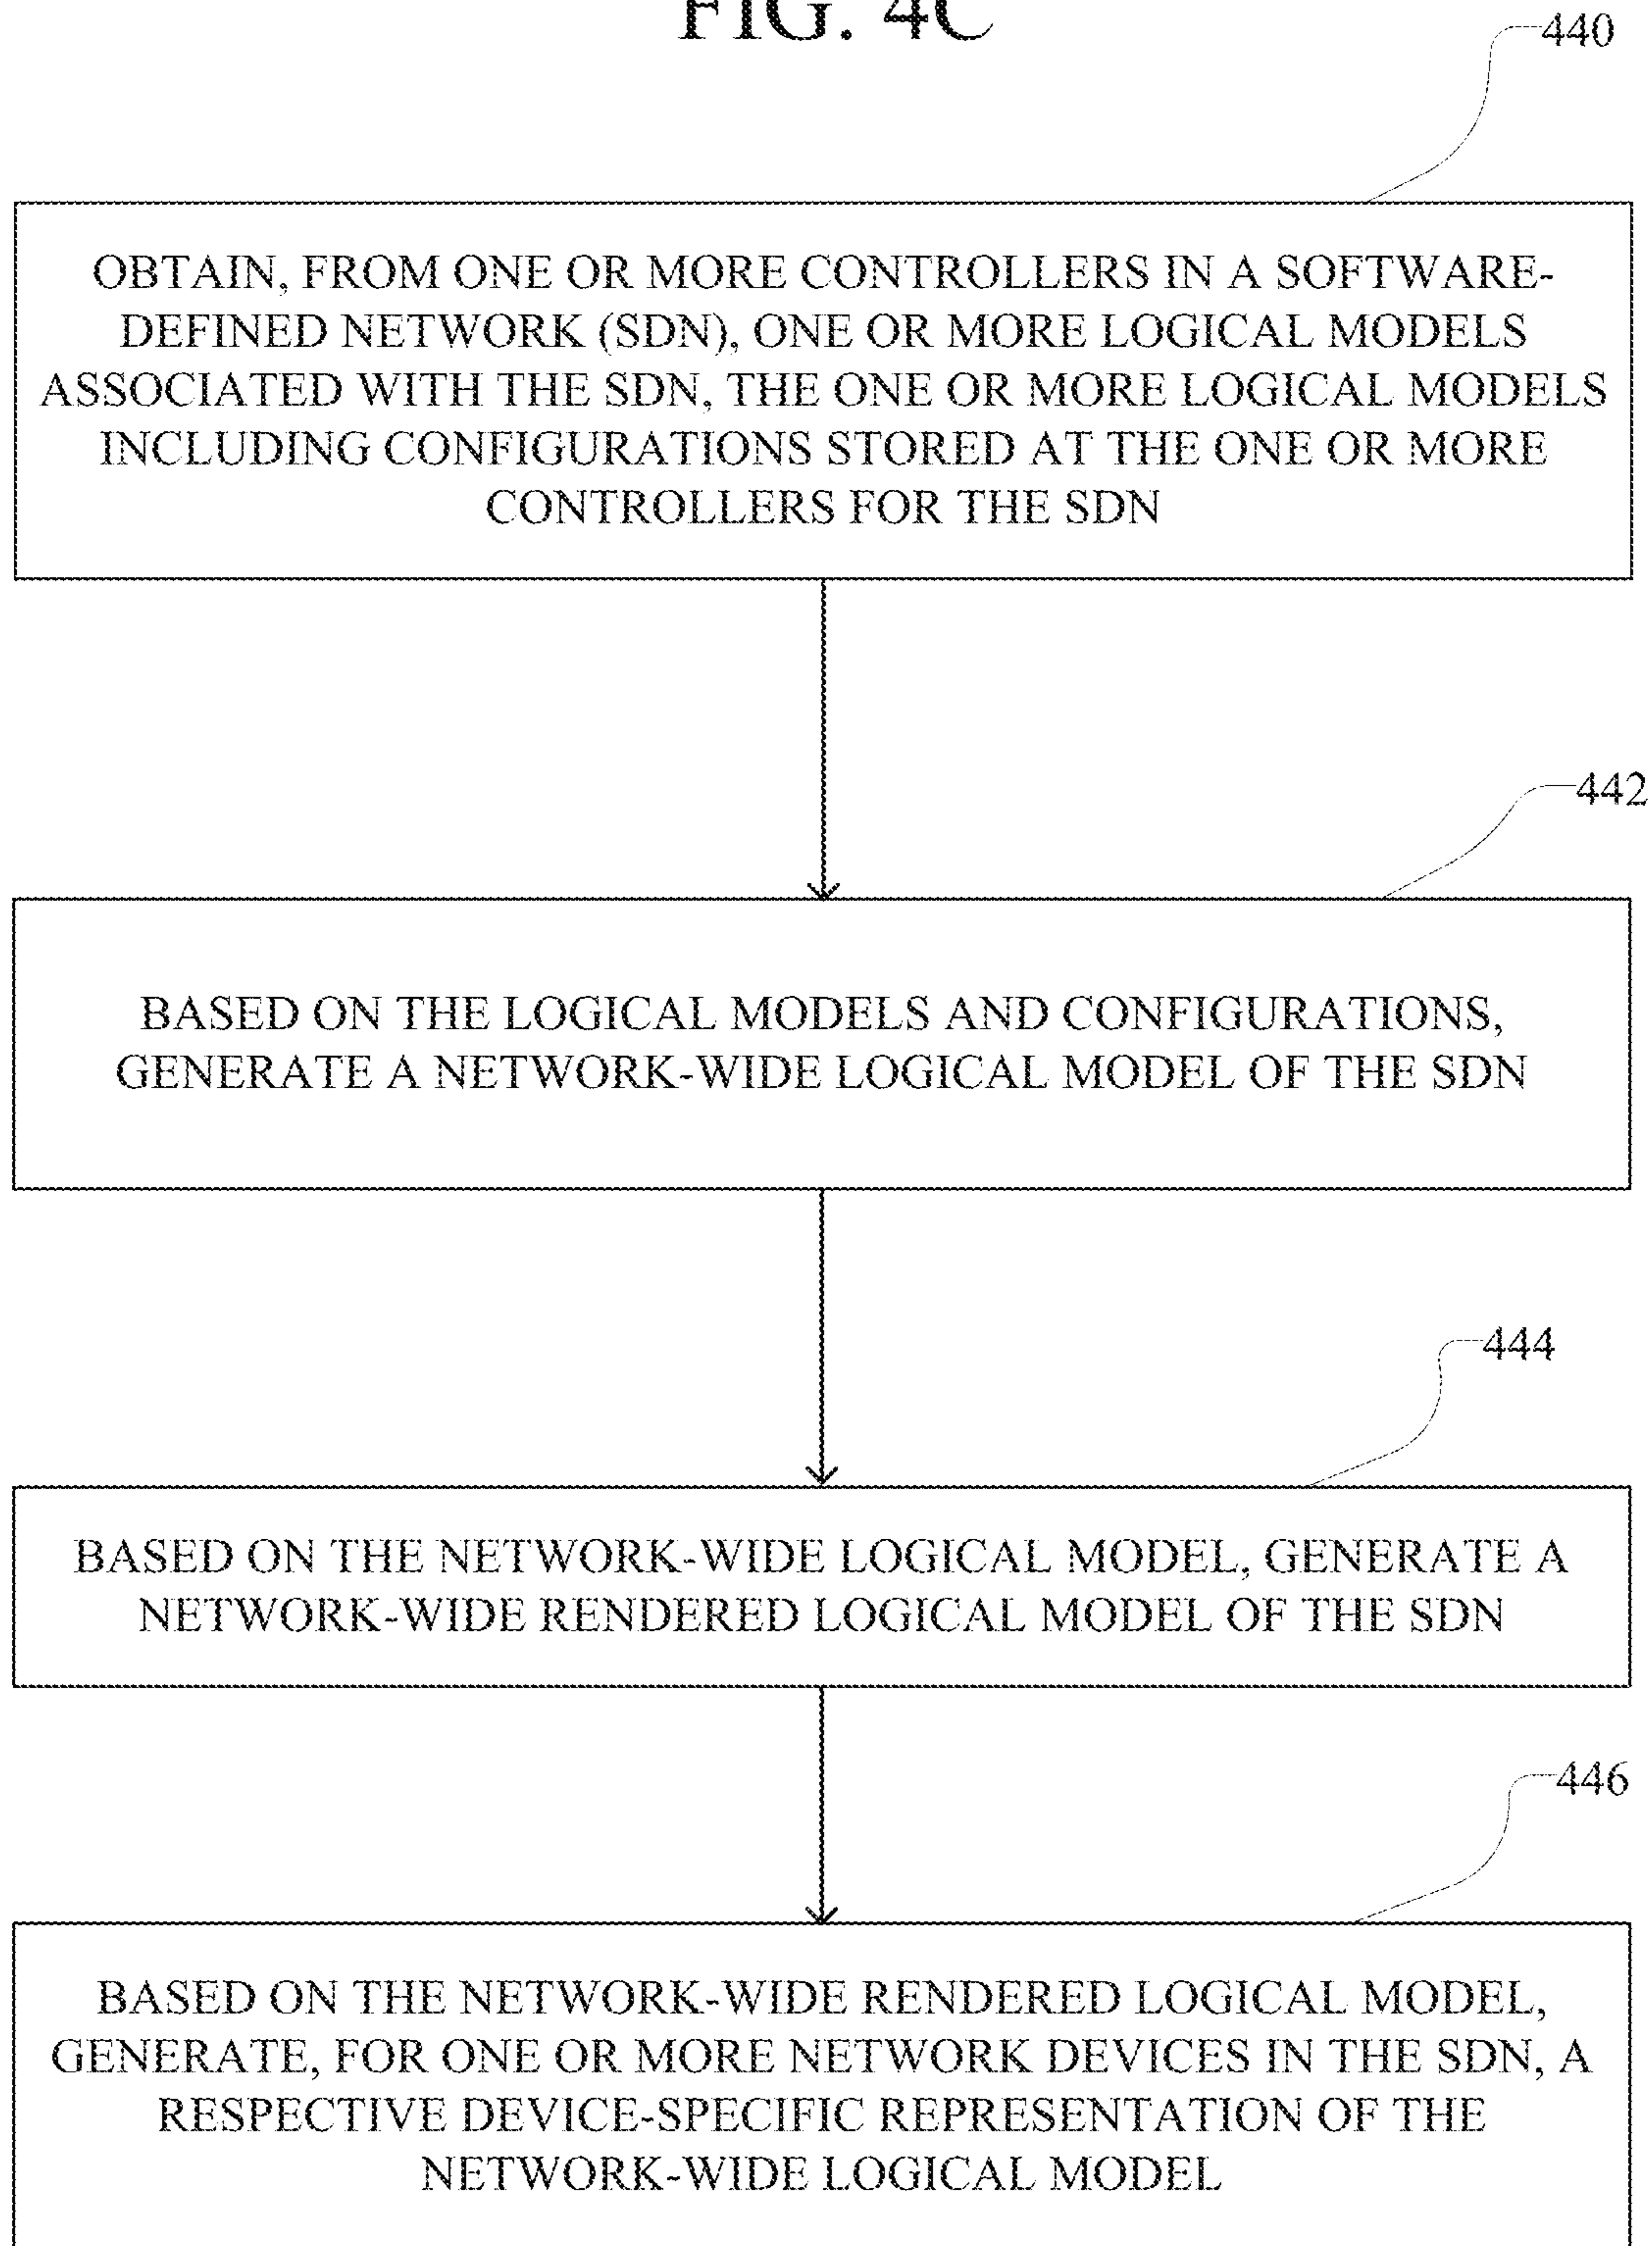 FIG. 4C
440
OBTAIN, FROM ONE OR MORE CONTROLLERS IN A SOFTWARE-
DEFINED NETWORK (SDN), ONE OR MORE LOGICAL MODELS
ASSOCIATED WITH THE SDN, THE ONE OR MORE LOGICAL MODELS
INCLUDING CONFIGURATIONS STORED AT THE ONE OR MORE
CONTROLLERS FOR THE SDN
442
BASED ON THE LOGICAL MODELS AND CONFIGURATIONS,
GENERATE A NETWORK-WIDE LOGICAL MODEL OF THE SDN
444
BASED ON THE NETWORK-WIDE LOGICAL MODEL, GENERATE A
NETWORK-WIDE RENDERED LOGICAL MODEL OF THE SDN
446
BASED ON THE NETWORK-WIDE RENDERED LOGICAL MODEL,
GENERATE, FOR ONE OR MORE NETWORK DEVICES IN THE SDN, A
RESPECTIVE DEVICE-SPECIFIC REPRESENTATION OF THE
NETWORK-WIDE LOGICAL MODEL